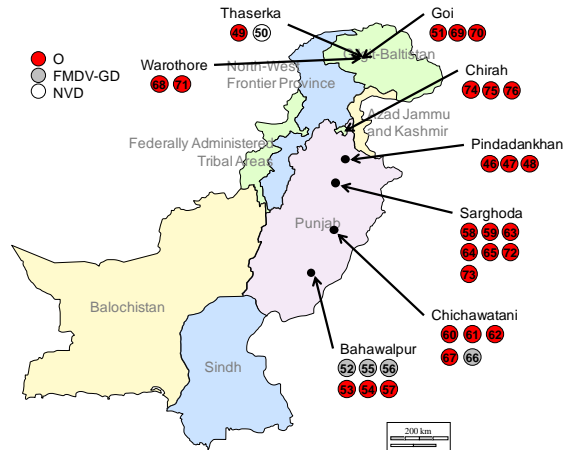 Thaserka
49 50
Goi
51 69 70
O
FMDV-GD
NVD
Warothore
68 71
North-West
Frontier Province
Gilgit-Baltistan
Chirah
74 75 76
Azad Jammu
and Kashmir
Federally Administered
Tribal Areas
Pindadankhan
46 47 48
Sarghoda
58 59 63
64 65 72
73
Punjab
Balochistan
Chichawatani
60 61 62
67 66
Sindh
Bahawalpur
52 55 56
53 54 57
200 km